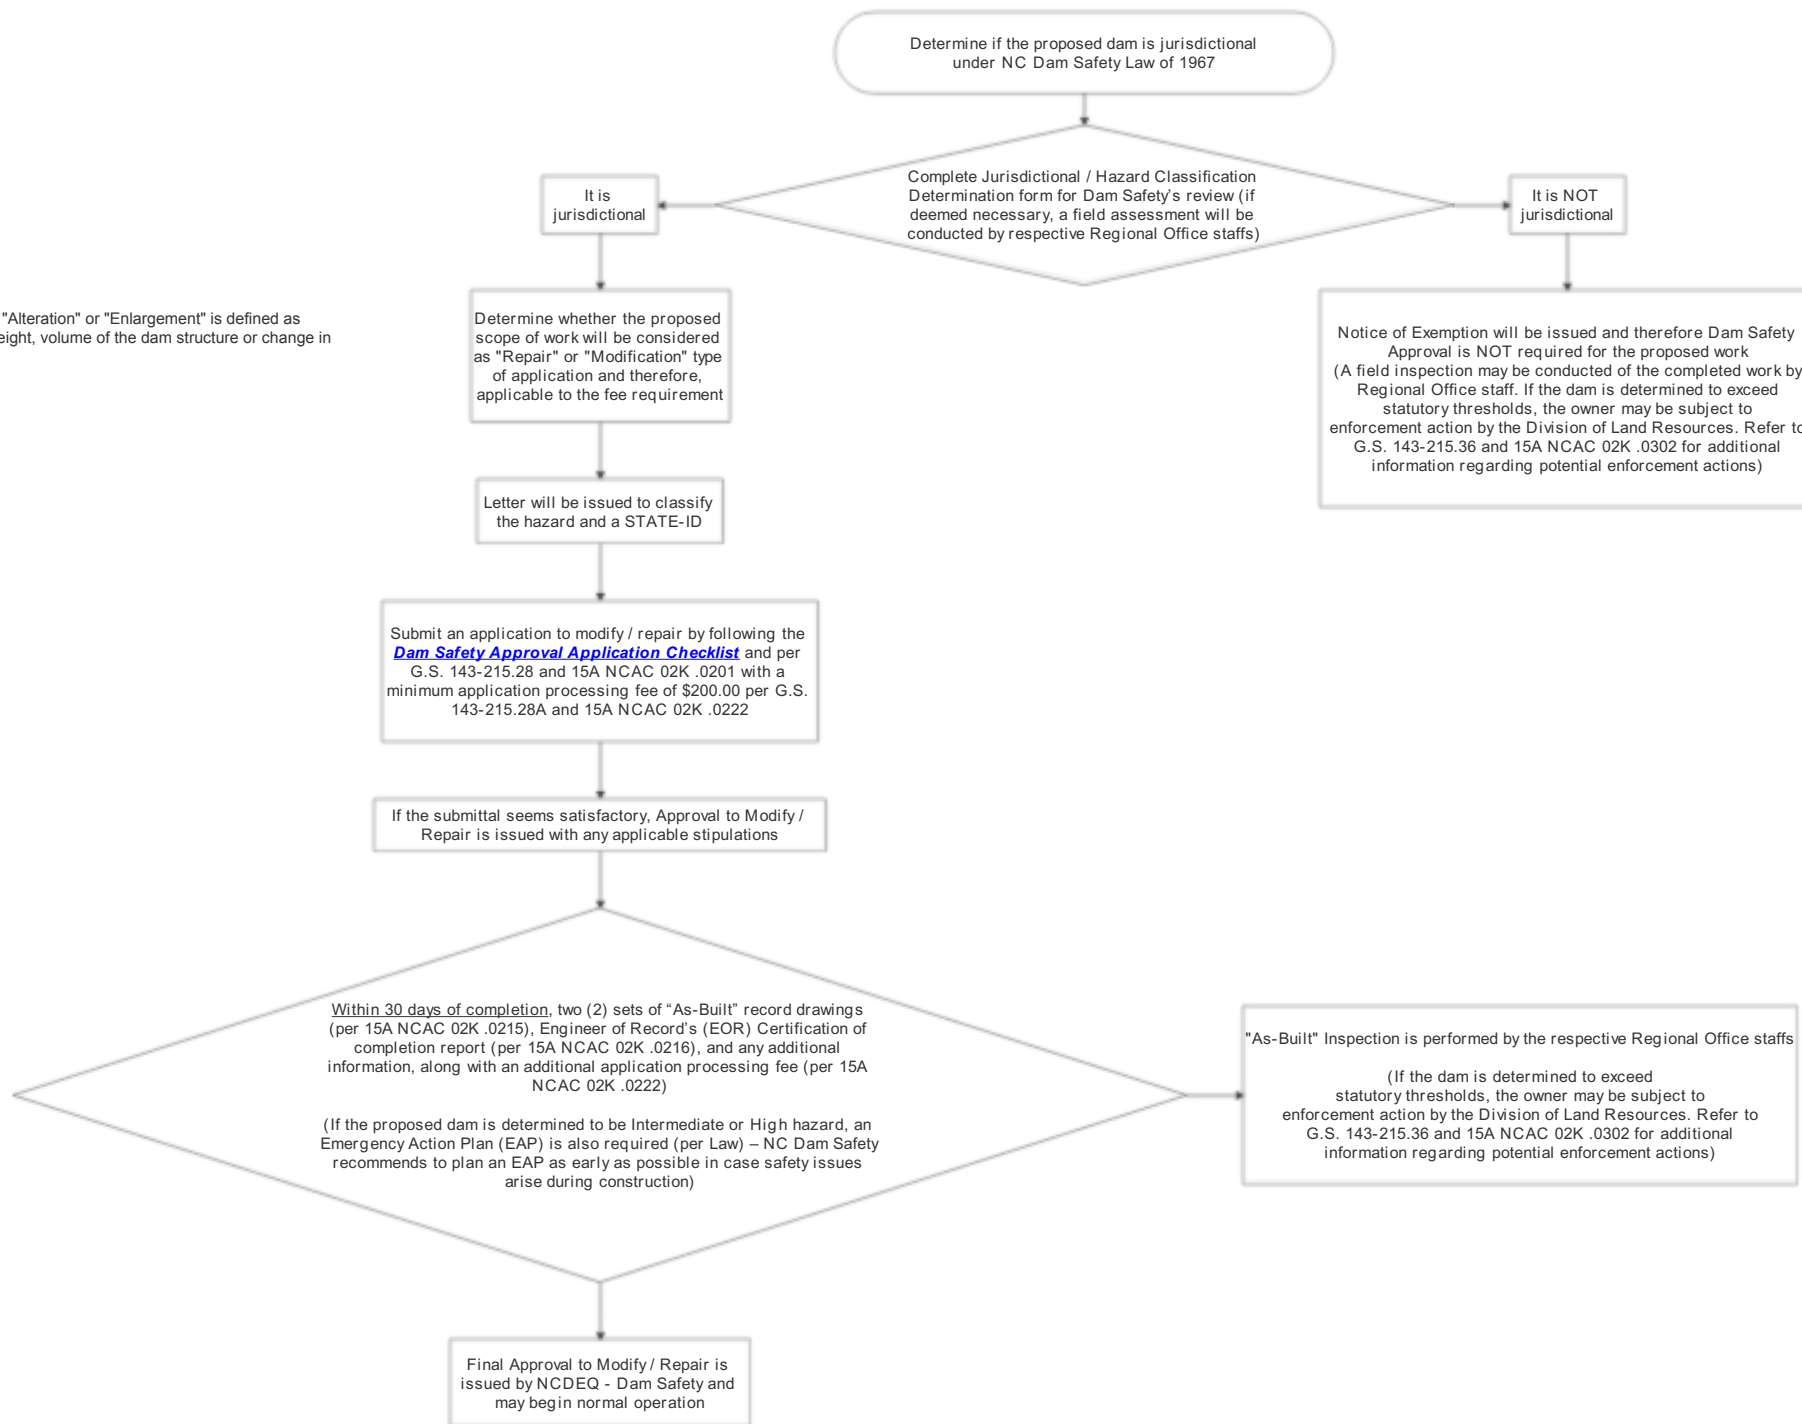 Determine if the proposed dam is jurisdictional
under NC Dam Safety Law of 1967
Complete Jurisdictional / Hazard Classification
Determination form for Dam Safety's review (if
deemed necessary, a field assessment will be
conducted by respective Regional Office staffs)
It is
jurisdictional
It is NOT
jurisdictional
"Alteration" or "Enlargement" is defined as
eight, volume of the dam structure or change in
Determine whether the proposed
scope of work will be considered
as "Repair" or "Modification" type
of application and therefore,
applicable to the fee requirement
Notice of Exemption will be issued and therefore Dam Safety
Approval is NOT required for the proposed work
(A field inspection may be conducted of the completed work by
Regional Office staff. If the dam is determined to exceed
statutory thresholds, the owner may be subject to
enforcement action by the Division of Land Resources. Refer to
G.S. 143-215.36 and 15A NCAC 02K .0302 for additional
information regarding potential enforcement actions)
Letter will be issued to classify
the hazard and a STATE-ID
Submit an application to modify / repair by following the
Dam Safety Approval Application Checklist and per
G.S. 143-215.28 and 15A NCAC 02K .0201 with a
minimum application processing fee of $200.00 per G.S.
143-215.28A and 15A NCAC 02K .0222
If the submittal seems satisfactory, Approval to Modify /
Repair is issued with any applicable stipulations
Within 30 days of completion, two (2) sets of “As-Built” record drawings
(per 15A NCAC 02K .0215), Engineer of Record’s (EOR) Certification of
completion report (per 15A NCAC 02K .0216), and any additional
information, along with an additional application processing fee (per 15A
NCAC 02K .0222)
(If the proposed dam is determined to be Intermediate or High hazard, an
Emergency Action Plan (EAP) is also required (per Law) – NC Dam Safety
recommends to plan an EAP as early as possible in case safety issues
arise during construction)
"As-Built" Inspection is performed by the respective Regional Office staffs
(If the dam is determined to exceed
statutory thresholds, the owner may be subject to
enforcement action by the Division of Land Resources. Refer to
G.S. 143-215.36 and 15A NCAC 02K .0302 for additional
information regarding potential enforcement actions)
Final Approval to Modify / Repair is
issued by NCDEQ - Dam Safety and
may begin normal operation